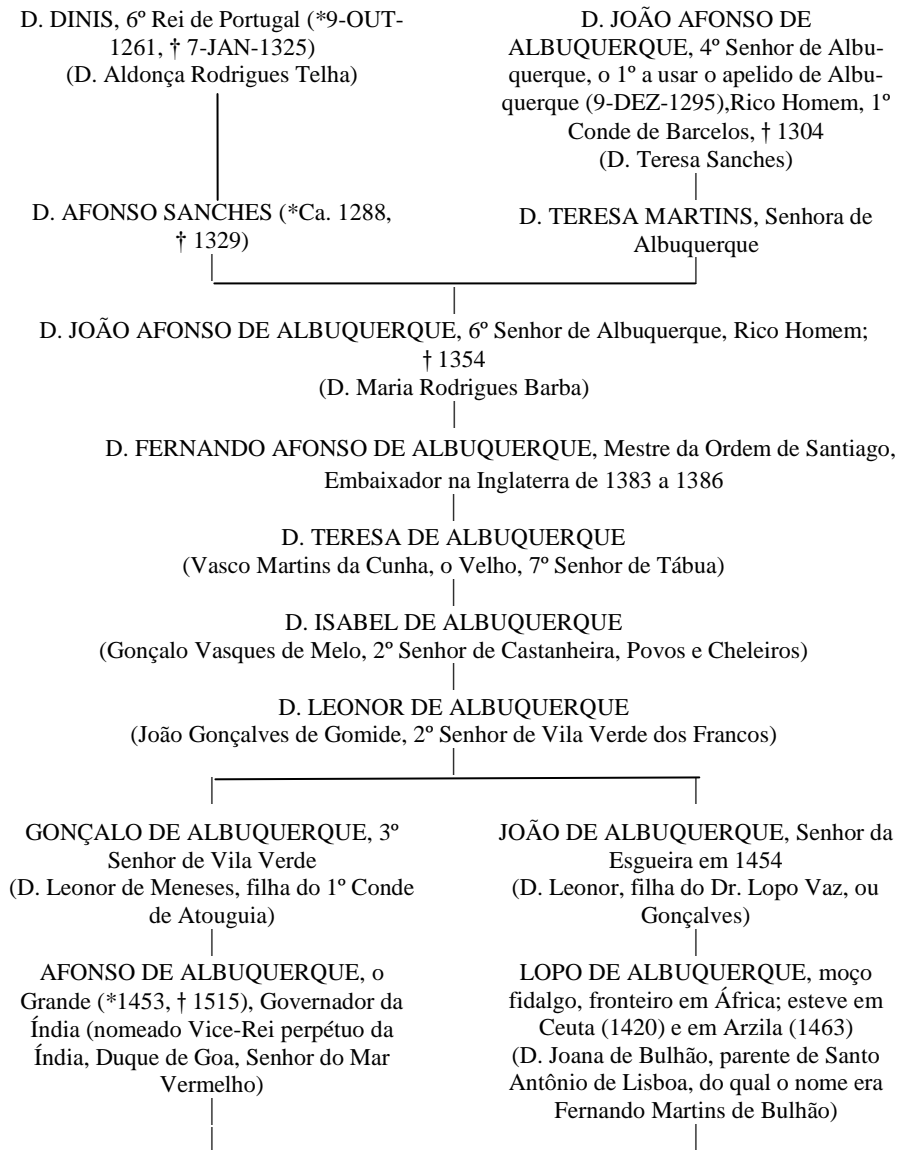 D. DINIS, 6º Rei de Portugal (*9-OUT-
1261, † 7-JAN-1325)
(D. Aldonça Rodrigues Telha)
D. JOÃO AFONSO DE
ALBUQUERQUE, 4º Senhor de Albu-
querque, o 1º a usar o apelido de Albu-
querque (9-DEZ-1295),Rico Homem, 1º
Conde de Barcelos, † 1304
(D. Teresa Sanches)
D. AFONSO SANCHES (*Ca. 1288,
† 1329)
D. TERESA MARTINS, Senhora de
Albuquerque
D. JOÃO AFONSO DE ALBUQUERQUE, 6º Senhor de Albuquerque, Rico Homem;
† 1354
(D. Maria Rodrigues Barba)
D. FERNANDO AFONSO DE ALBUQUERQUE, Mestre da Ordem de Santiago,
Embaixador na Inglaterra de 1383 a 1386
D. TERESA DE ALBUQUERQUE
(Vasco Martins da Cunha, o Velho, 7º Senhor de Tábua)
D. ISABEL DE ALBUQUERQUE
(Gonçalo Vasques de Melo, 2º Senhor de Castanheira, Povos e Cheleiros)
D. LEONOR DE ALBUQUERQUE
(João Gonçalves de Gomide, 2º Senhor de Vila Verde dos Francos)
GONÇALO DE ALBUQUERQUE, 3º
Senhor de Vila Verde
(D. Leonor de Meneses, filha do 1º Conde
de Atouguia)
JOÃO DE ALBUQUERQUE, Senhor da
Esgueira em 1454
(D. Leonor, filha do Dr. Lopo Vaz, ou
Gonçalves)
AFONSO DE ALBUQUERQUE, o
Grande (*1453, † 1515), Governador da
Índia (nomeado Vice-Rei perpétuo da
Índia, Duque de Goa, Senhor do Mar
Vermelho)
LOPO DE ALBUQUERQUE, moço
fidalgo, fronteiro em África; esteve em
Ceuta (1420) e em Arzila (1463)
(D. Joana de Bulhão, parente de Santo
Antônio de Lisboa, do qual o nome era
Fernando Martins de Bulhão)